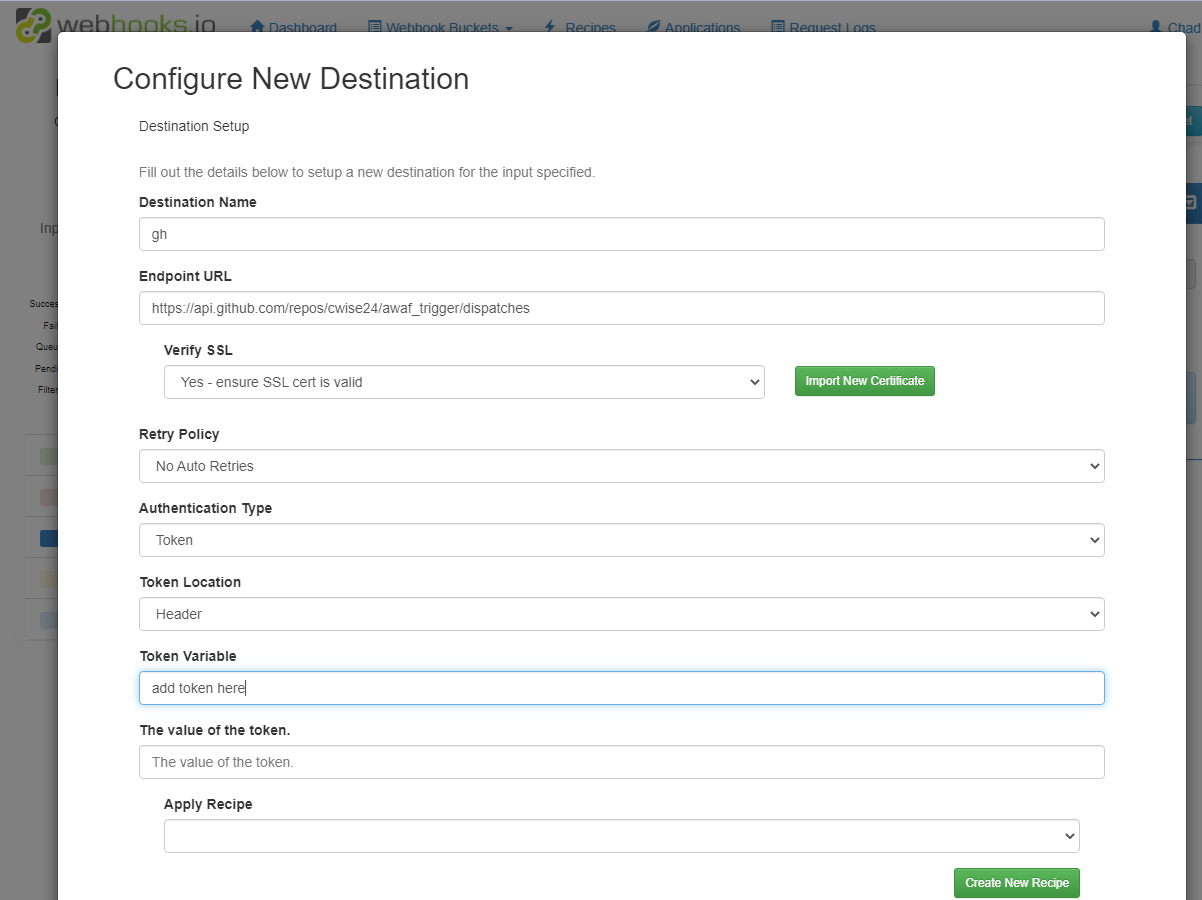 webhooks.io Dashboard Webhook Buckets Recipes Applications Request Logs Chad
Configure New Destination
Destination Setup
Fill out the details below to setup a new destination for the input specified.
Destination Name
gh
Endpoint URL
https://api.github.com/repos/cwise24/awaf_trigger/dispatches
Verify SSL
Yes - ensure SSL cert is valid
Import New Certificate
Retry Policy
No Auto Retries
Authentication Type
Token
Token Location
Header
Token Variable
add token here
The value of the token.
The value of the token.
Apply Recipe
Create New Recipe